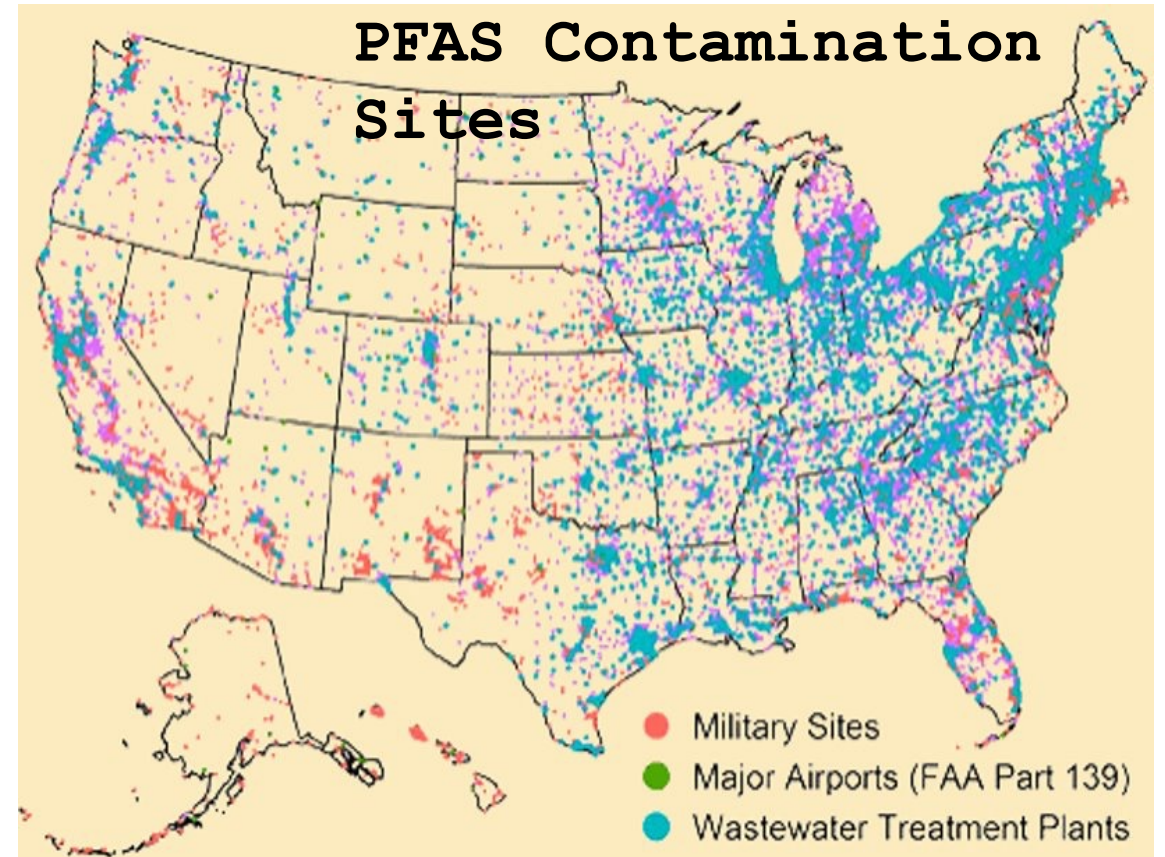 PFAS Contamination
Sites
Military Sites
Major Airports (FAA Part 139)
Wastewater Treatment Plants